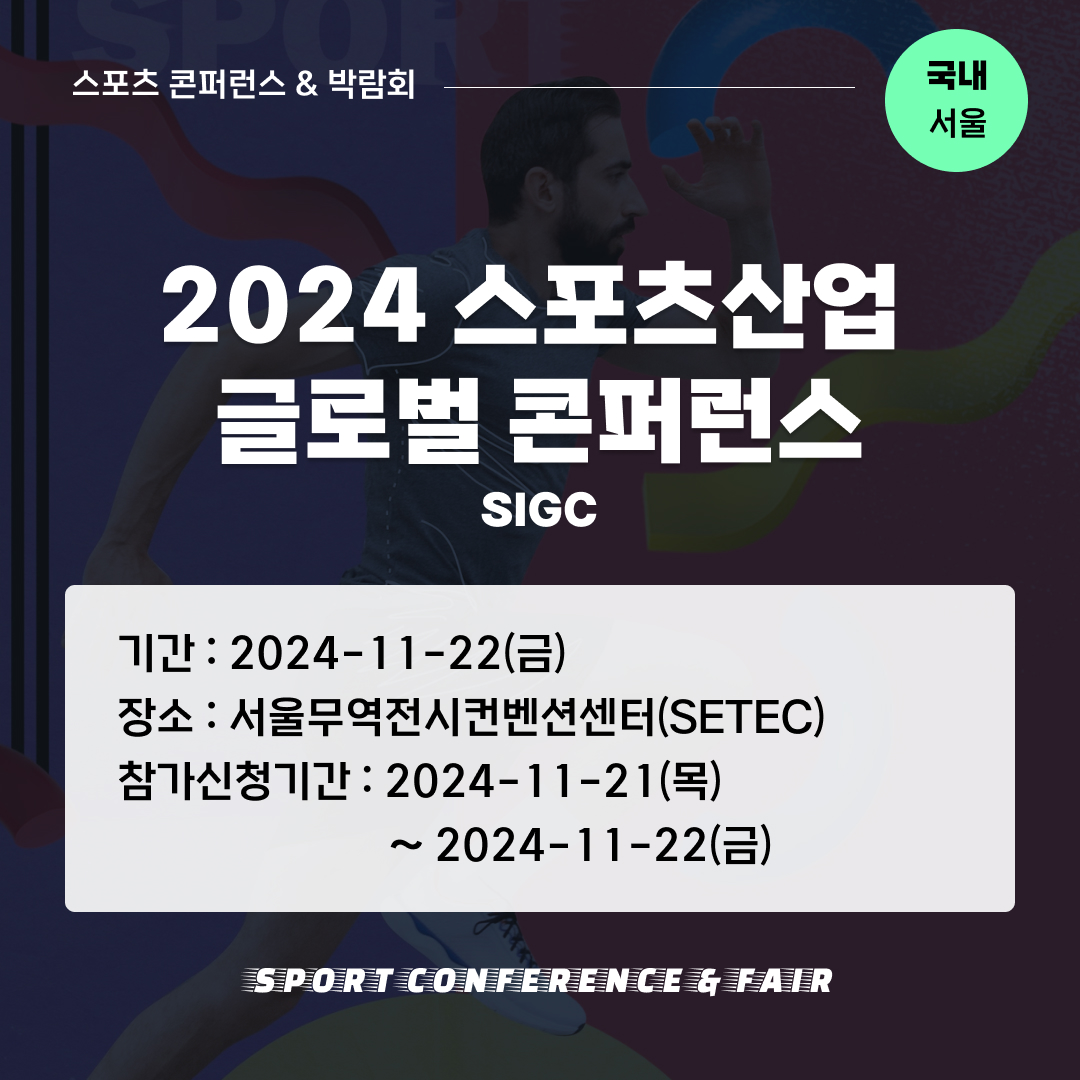 SPORT
스포츠 콘퍼런스 & 박람회
국내
서울
2024 스포츠산업
글로벌 콘퍼런스
SIGC
기간 : 2024-11-22(금)
장소 : 서울무역전시컨벤션센터(SETEC)
참가신청기간 : 2024-11-21(목)
~ 2024-11-22(금)
SPORT CONFERENCE & FAIR